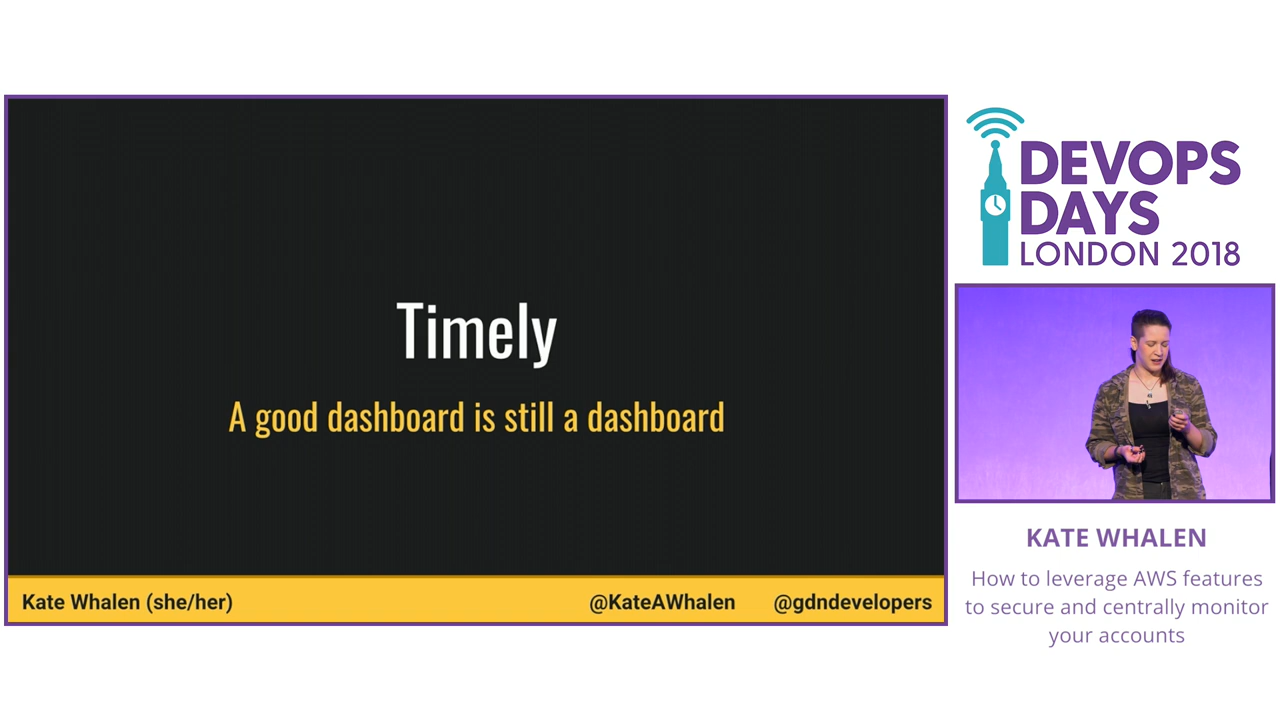 Timely
A good dashboard is still a dashboard
Kate Whalen (she/her) @KateAWhalen @gdndevelopers
DEVOPS
DAYS
LONDON 2018
KATE WHALEN
How to leverage AWS features
to secure and centrally monitor
your accounts